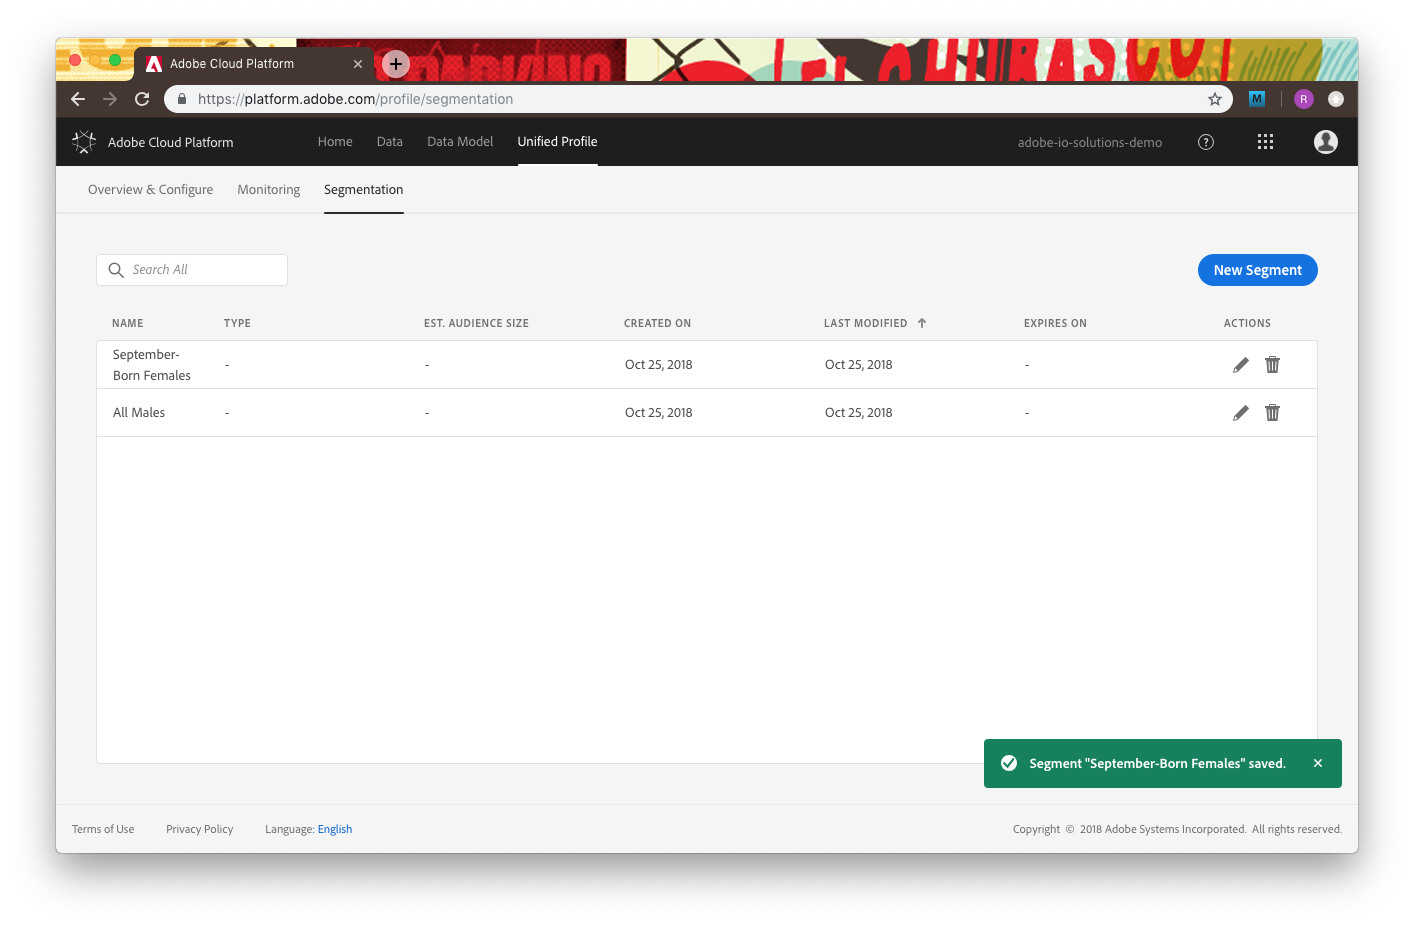 Adobe Cloud Platform
https://platform.adobe.com/profile/segmentation
M
R
Adobe Cloud Platform
Home
Data
Data Model
Unified Profile
adobe-io-solutions-demo
?
Overview & Configure
Monitoring
Segmentation
Search All
New Segment
NAME
TYPE
EST. AUDIENCE SIZE
CREATED ON
LAST MODIFIED
EXPIRES ON
ACTIONS
September-
Born Females
-
-
Oct 25, 2018
Oct 25, 2018
-
All Males
-
-
Oct 25, 2018
Oct 25, 2018
-
Segment "September-Born Females" saved.
Terms of Use
Privacy Policy
Language: English
Copyright © 2018 Adobe Systems Incorporated. All rights reserved.